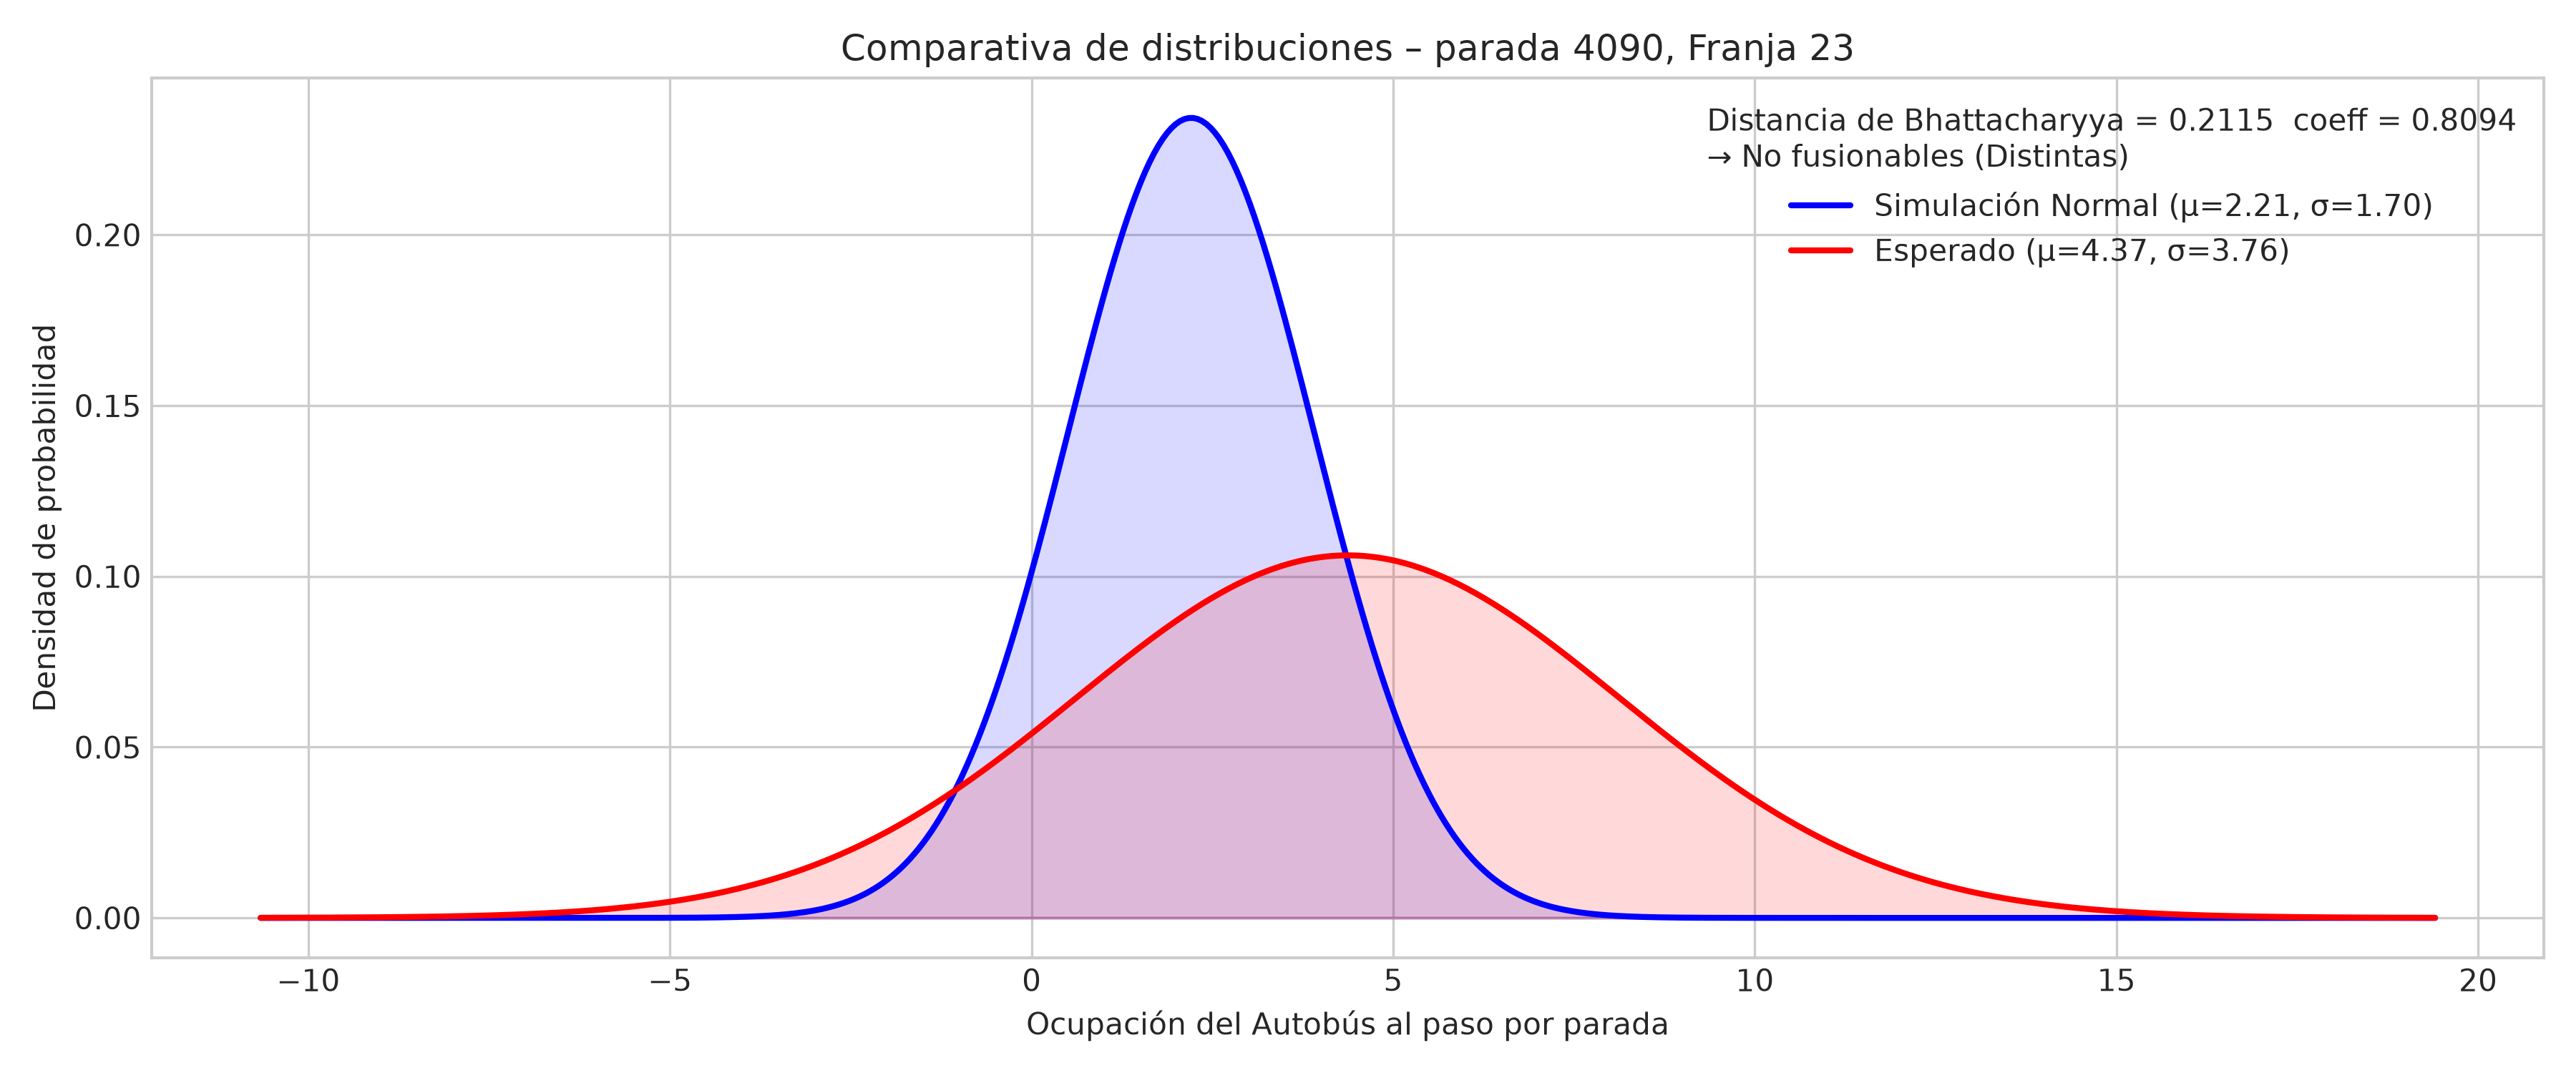 Comparativa de distribuciones – parada 4090, Franja 23
Distancia de Bhattacharyya = 0.2115  coeff = 0.8094
→ No fusionables (Distintas)
Simulación Normal (μ=2.21, σ=1.70)
Esperado (μ=4.37, σ=3.76)
Densidad de probabilidad
0.20
0.15
0.10
0.05
0.00
−10 −5 0 5 10 15 20
Ocupación del Autobús al paso por parada